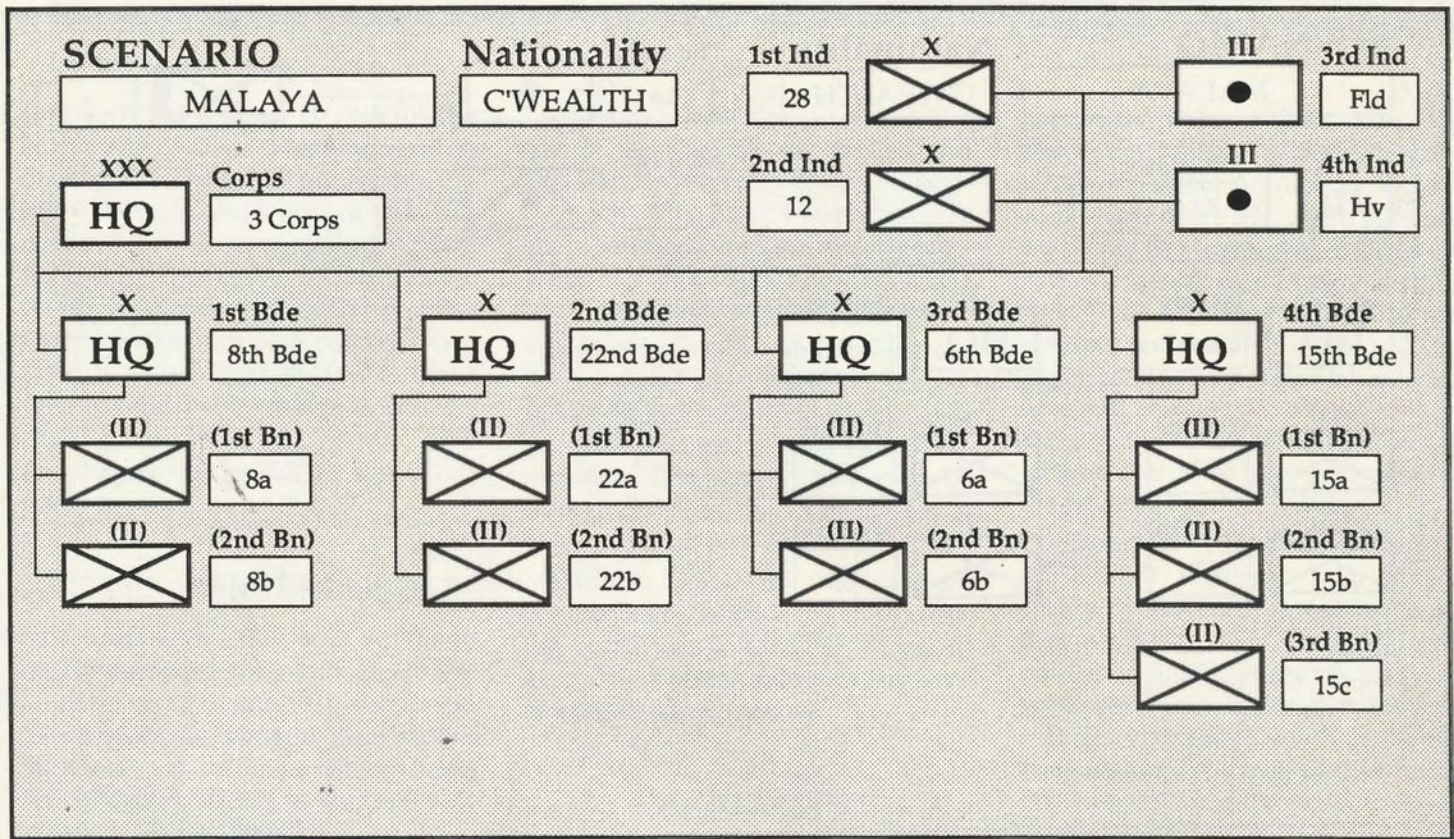 SCENARIO
MALAYA
Nationality
C'WEALTH
1st Ind
28
X
III
3rd Ind
Fld
2nd Ind
12
X
III
4th Ind
Hv
XXX
HQ
Corps
3 Corps
X
HQ
1st Bde
8th Bde
X
HQ
2nd Bde
22nd Bde
X
HQ
3rd Bde
6th Bde
X
HQ
4th Bde
15th Bde
(II)
(1st Bn)
8a
(II)
(1st Bn)
22a
(II)
(1st Bn)
6a
(II)
(1st Bn)
15a
(II)
(2nd Bn)
8b
(II)
(2nd Bn)
22b
(II)
(2nd Bn)
6b
(II)
(2nd Bn)
15b
(II)
(3rd Bn)
15c